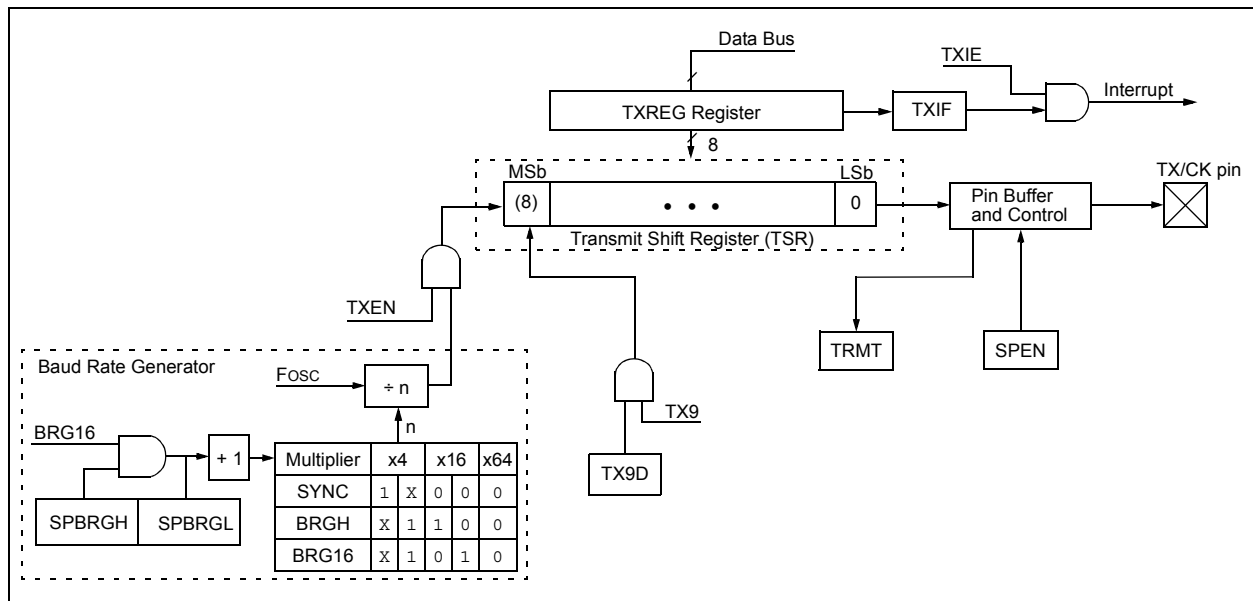 Data Bus
TXIE
Interrupt
TXREG Register
TXIF
8
MSb
LSb
TX/CK pin
(8)
• • •
0
Pin Buffer
and Control
Transmit Shift Register (TSR)
TXEN
TRMT
SPEN
Baud Rate Generator
FOSC
÷ n
n
TX9
BRG16
+ 1
TX9D
Multiplier x4 x16 x64
SYNC 1 X 0 0 0
BRGH X 1 1 0 0
BRG16 X 1 0 1 0
SPBRGH SPBRGL